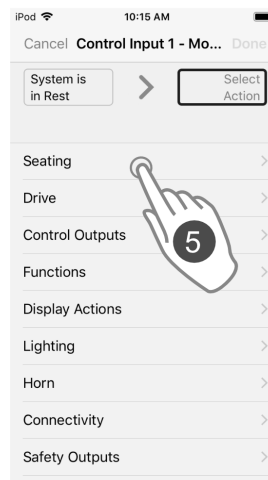 iPod 10:15 AM
Cancel Control Input 1 - Mo... Done
System is
in Rest
Select
Action
Seating
Drive
Control Outputs
5
Functions
Display Actions
Lighting
Horn
Connectivity
Safety Outputs